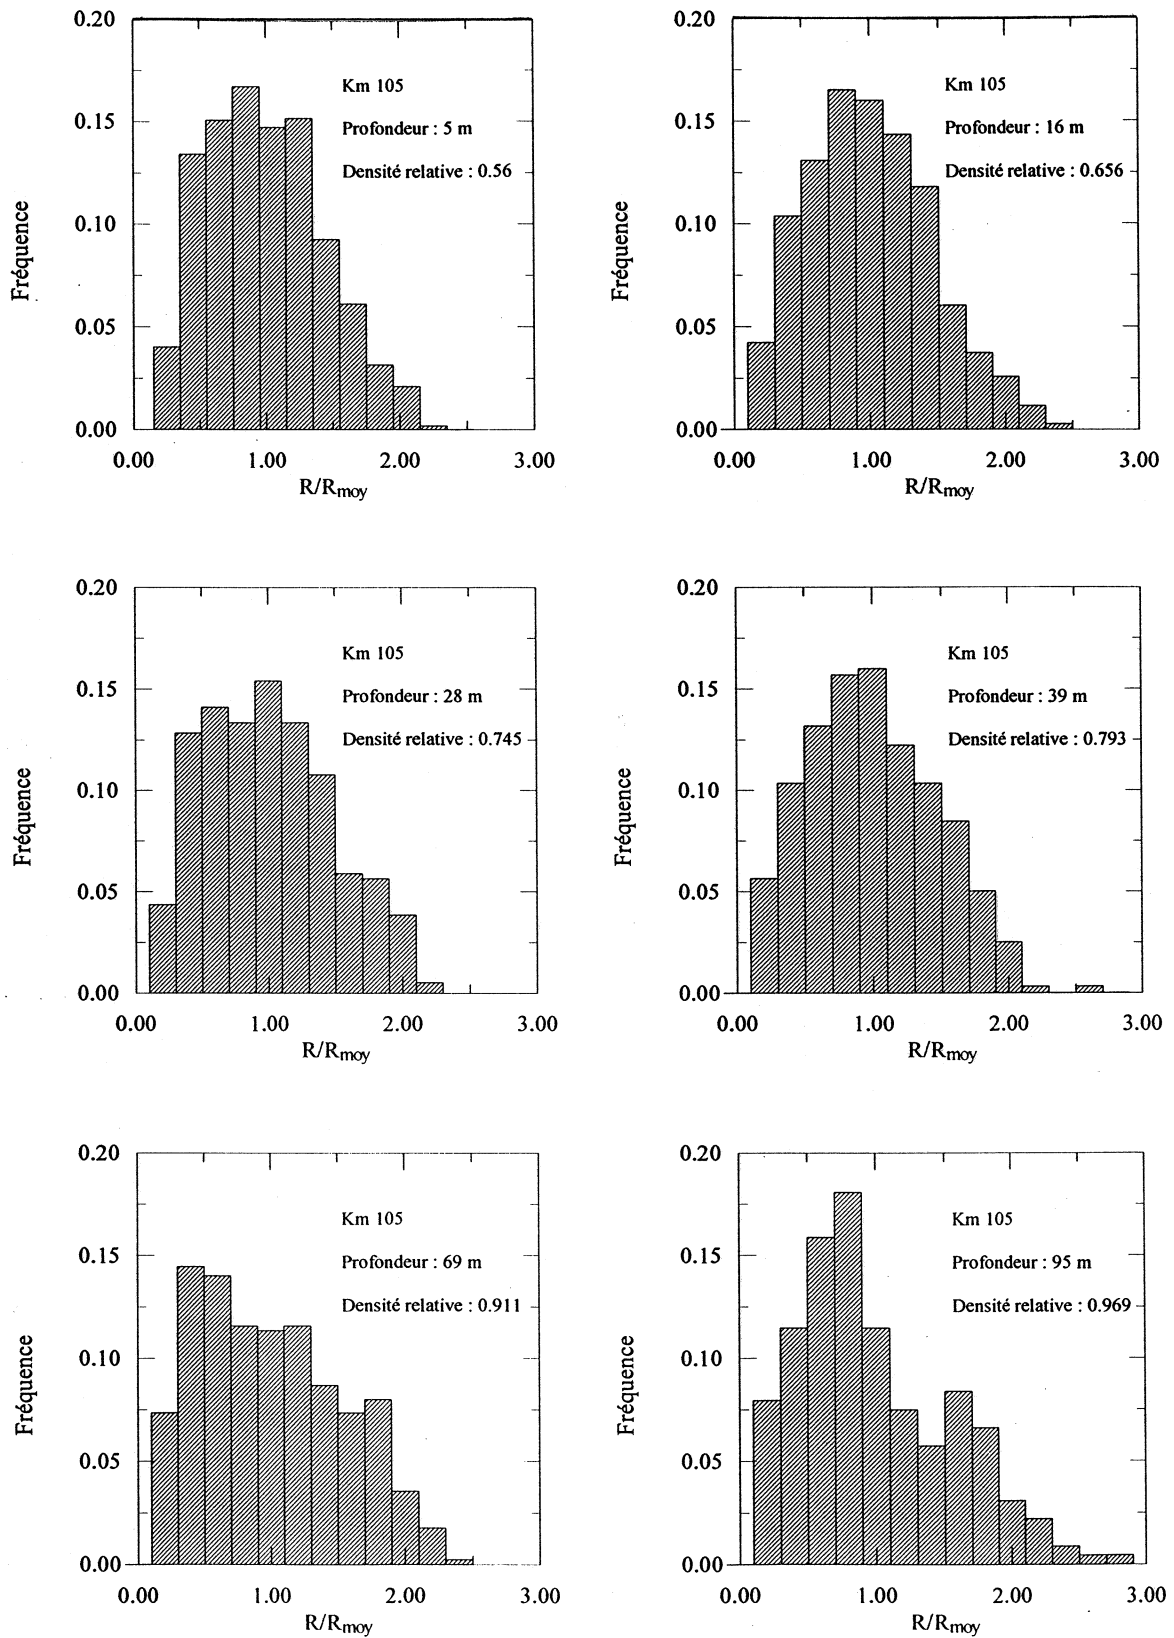 0.20
0.15
0.10
0.05
0.00
Fréquence
Km 105
Profondeur : 5 m
Densité relative : 0.56
0.00 1.00 2.00 3.00
R/Rmoy
0.20
0.15
0.10
0.05
0.00
Fréquence
Km 105
Profondeur : 16 m
Densité relative : 0.656
0.00 1.00 2.00 3.00
R/Rmoy
0.20
0.15
0.10
0.05
0.00
Fréquence
Km 105
Profondeur : 28 m
Densité relative : 0.745
0.00 1.00 2.00 3.00
R/Rmoy
0.20
0.15
0.10
0.05
0.00
Fréquence
Km 105
Profondeur : 39 m
Densité relative : 0.793
0.00 1.00 2.00 3.00
R/Rmoy
0.20
0.15
0.10
0.05
0.00
Fréquence
Km 105
Profondeur : 69 m
Densité relative : 0.911
0.00 1.00 2.00 3.00
R/Rmoy
0.20
0.15
0.10
0.05
0.00
Fréquence
Km 105
Profondeur : 95 m
Densité relative : 0.969
0.00 1.00 2.00 3.00
R/Rmoy